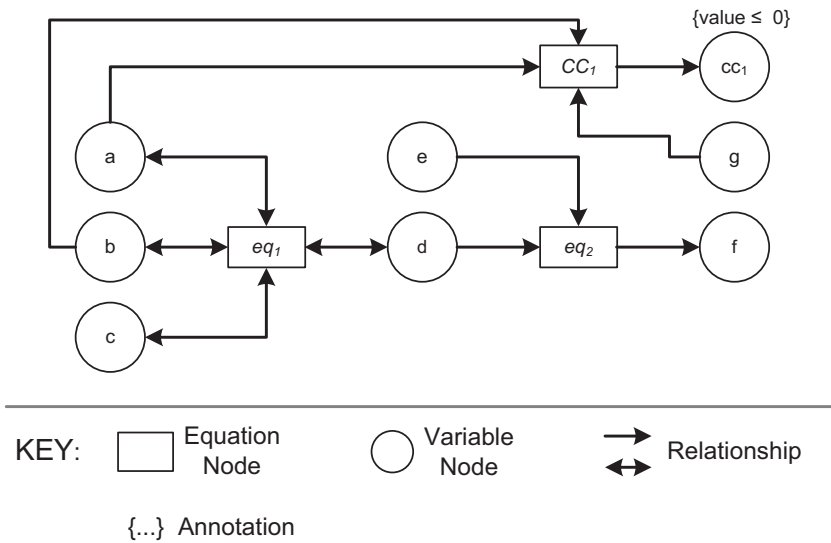 {value ≤ 0}
CC₁
cc₁
a
e
g
b
eq₁
d
eq₂
f
c
KEY:
Equation
Node
Variable
Node
Relationship
{...} Annotation